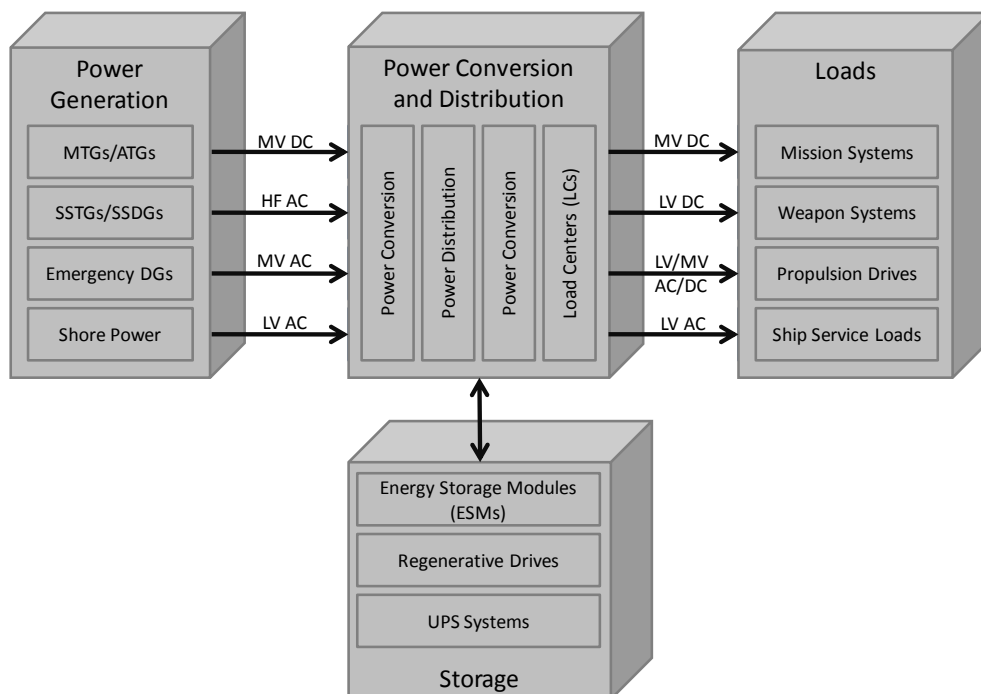 Power
Generation
MTGs/ATGs
SSTGs/SSDGs
Emergency DGs
Shore Power
MV DC
HF AC
MV AC
LV AC
Power Conversion
and Distribution
Power Conversion
Power Distribution
Power Conversion
Load Centers (LCs)
MV DC
LV DC
LV/MV
AC/DC
LV AC
Loads
Mission Systems
Weapon Systems
Propulsion Drives
Ship Service Loads
Energy Storage Modules
(ESMs)
Regenerative Drives
UPS Systems
Storage